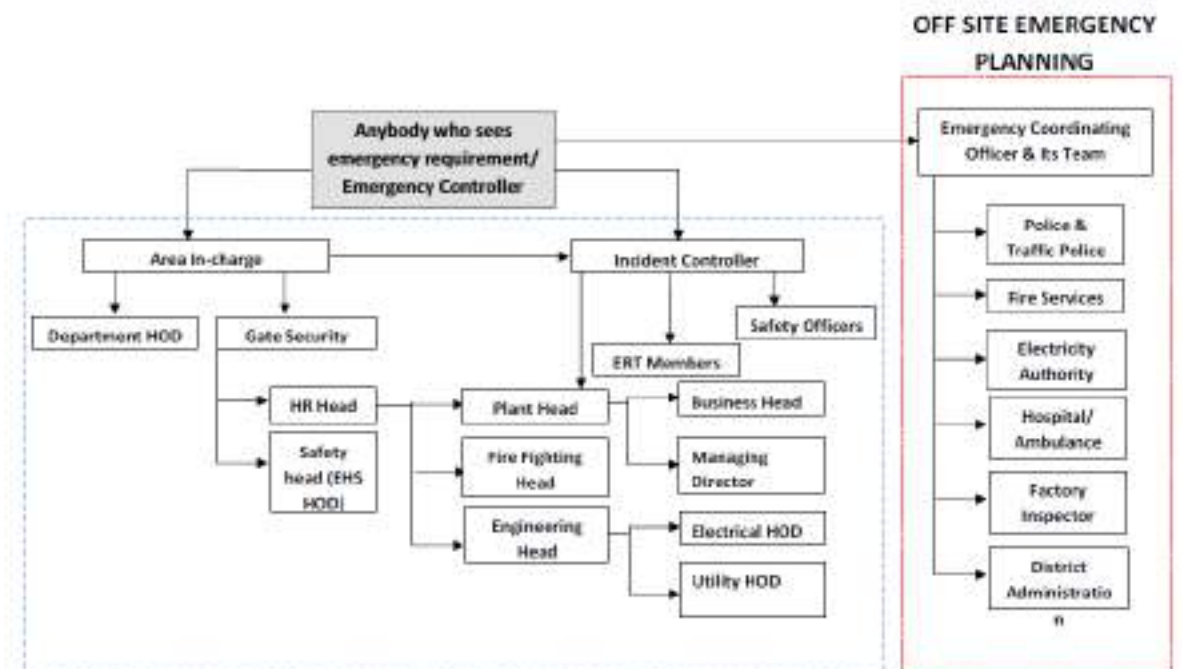 OFF SITE EMERGENCY
PLANNING
Anybody who sees
emergency requirement/
Emergency Controller
Emergency Coordinating
Officer & Its Team
Area In-charge
Incident Controller
Department HOD
Gate Security
Safety Officers
ERT Members
HR Head
Safety
head (EHS
HOD)
Plant Head
Fire Fighting
Head
Engineering
Head
Business Head
Managing
Director
Electrical HOD
Utility HOD
Police &
Traffic Police
Fire Services
Electricity
Authority
Hospital/
Ambulance
Factory
Inspector
District
Administratio
n